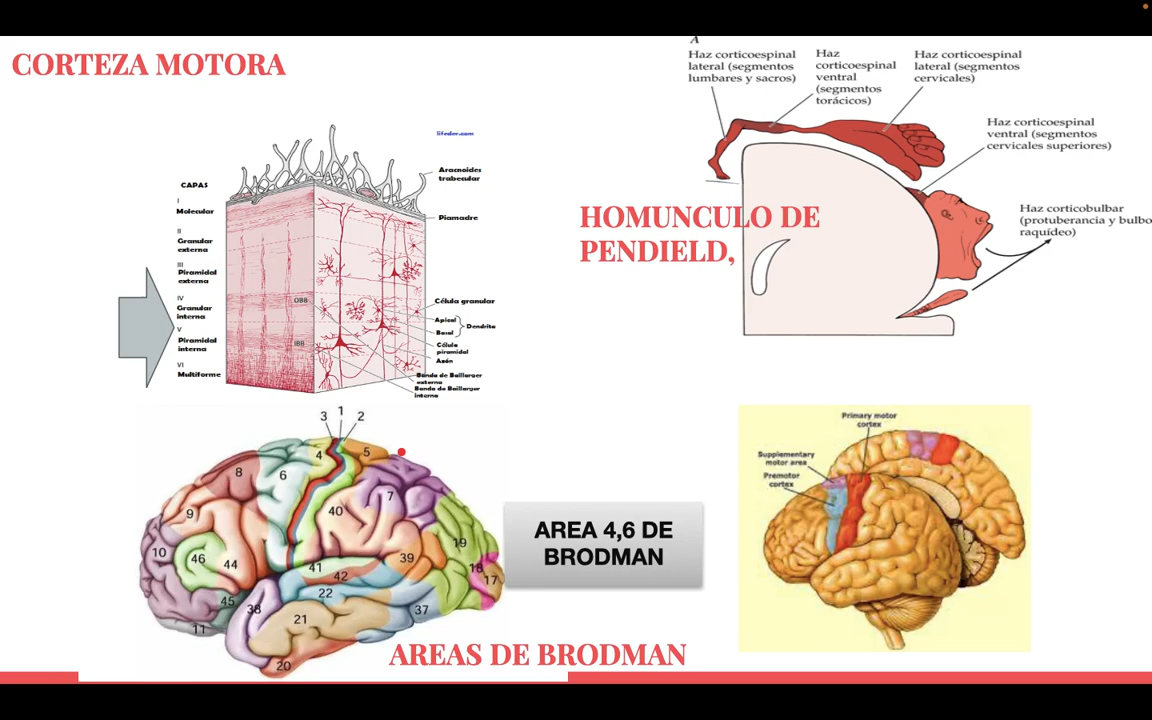 CORTEZA MOTORA
lifeder.com
CAPAS
I
Molecular
II
Granular
externa
III
Piramidal
externa
IV
Granular
interna
V
Piramidal
interna
VI
Multiforme
Aracnoides
trabecular
Piamadre
OBB
IBB
Célula granular
Apical
Basal
Dendrita
Célula
piramidal
Axón
Banda de Baillarger
externa
Banda de Baillarger
interna
A
Haz corticoespinal
lateral (segmentos
lumbares y sacros)
Haz
corticoespinal
ventral
(segmentos
torácicos)
Haz corticoespinal
lateral (segmentos
cervicales)
Haz corticoespinal
ventral (segmentos
cervicales superiores)
Haz corticobulbar
(protuberancia y bulbo
raquídeo)
HOMUNCULO DE
PENDIELD,
3
1
2
4
5
6
8
7
9
40
10
46
44
19
39
41
42
18
17
22
45
38
37
21
11
20
AREA 4,6 DE
BRODMAN
AREAS DE BRODMAN
Primary motor
cortex
Supplementary
motor area
Premotor
cortex